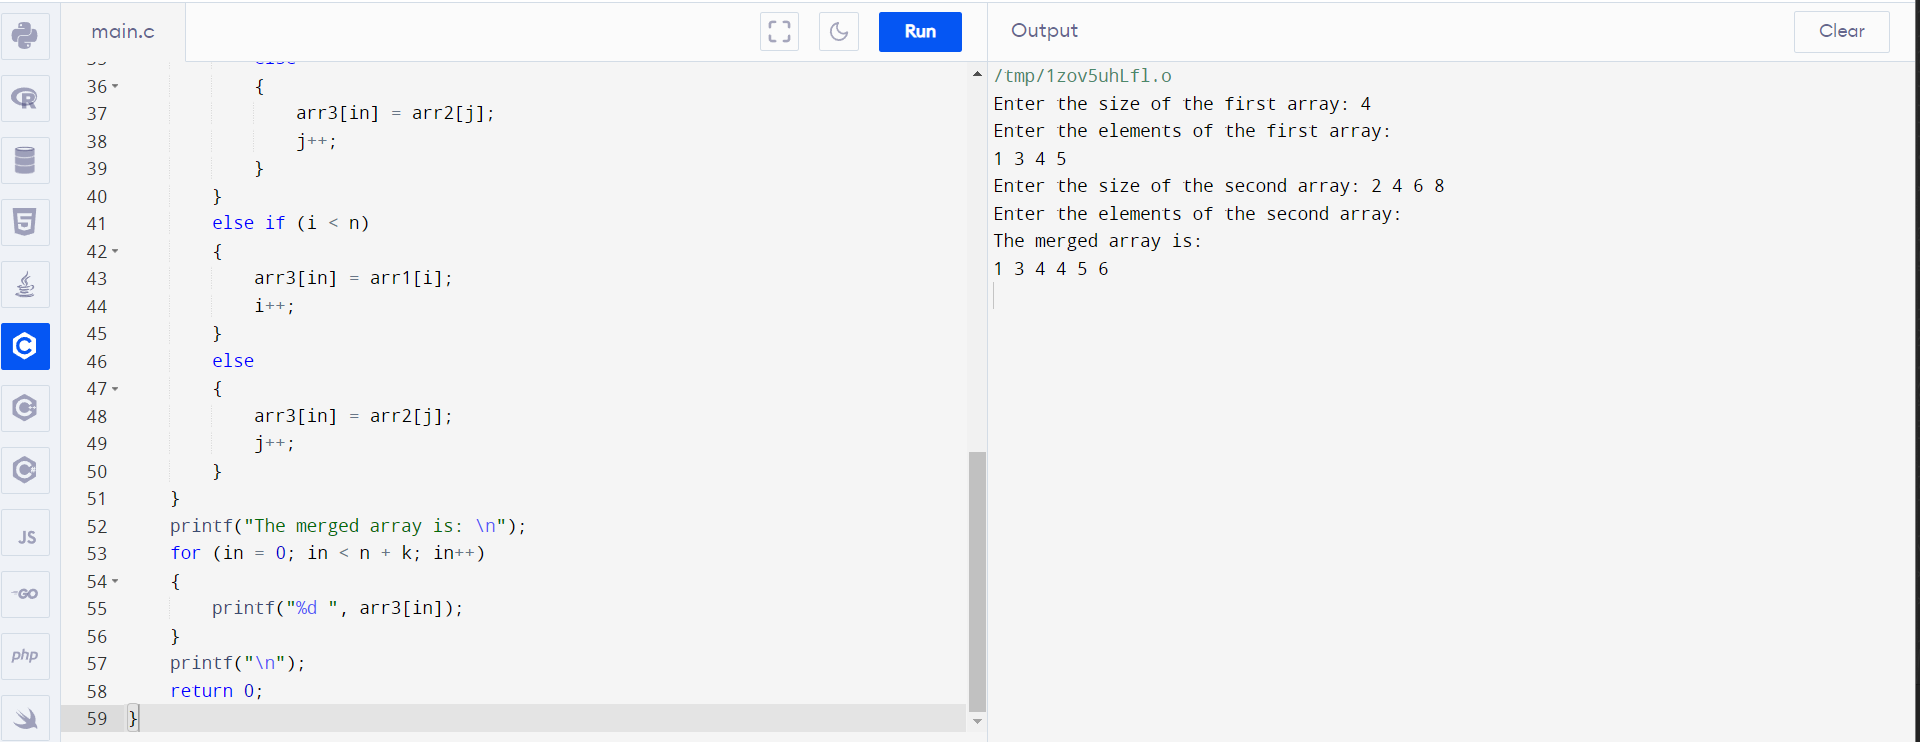 main.c
Run
35 else
36 {
37 arr3[in] = arr2[j];
38 j++;
39 }
40 }
41 else if (i < n)
42 {
43 arr3[in] = arr1[i];
44 i++;
45 }
46 else
47 {
48 arr3[in] = arr2[j];
49 j++;
50 }
51 }
52 printf("The merged array is: \n");
53 for (in = 0; in < n + k; in++)
54 {
55 printf("%d ", arr3[in]);
56 }
57 printf("\n");
58 return 0;
59 }
R
5
C
C
C
JS
GO
php
Output
Clear
/tmp/1zov5uhLfl.o
Enter the size of the first array: 4
Enter the elements of the first array:
1 3 4 5
Enter the size of the second array: 2 4 6 8
Enter the elements of the second array:
The merged array is:
1 3 4 4 5 6